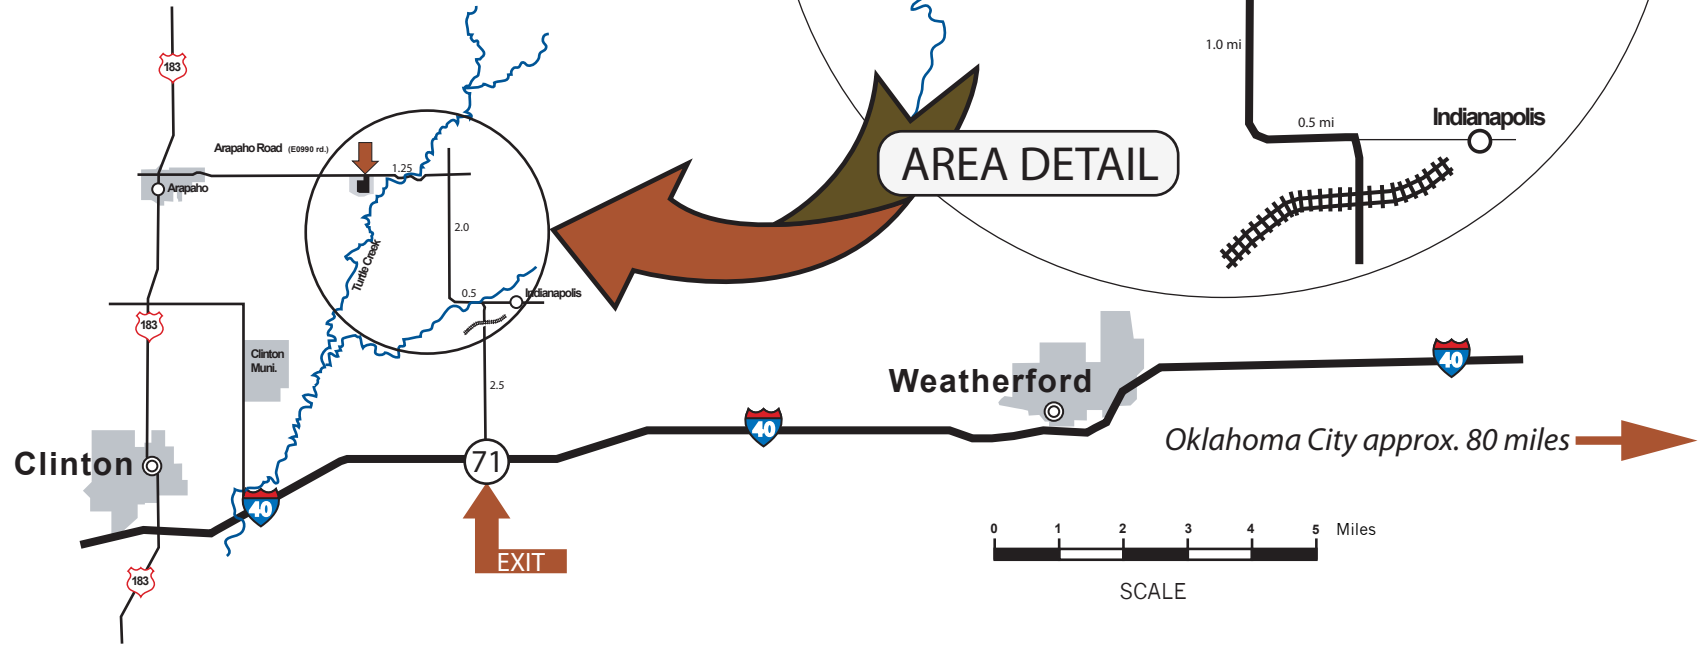 1.0 mi
183
0.5 mi
Indianapolis
Arapaho Road (E0990 rd.)
1.25
AREA DETAIL
Arapaho
2.0
Turtle Creek
0.5
Indianapolis
183
Clinton
Muni.
40
Weatherford
2.5
40
Oklahoma City approx. 80 miles
Clinton
71
40
0 1 2 3 4 5 Miles
EXIT
183
SCALE